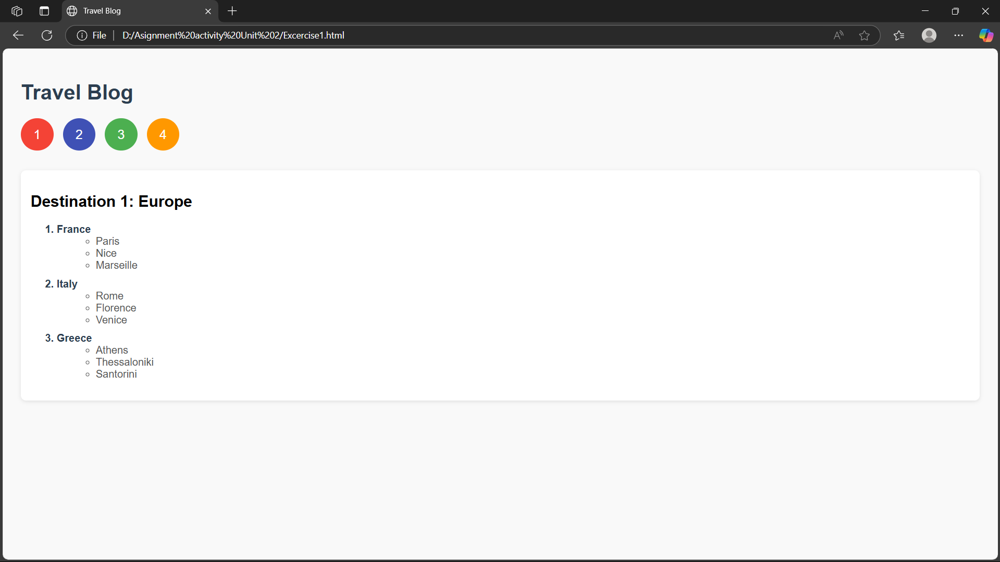 Travel Blog
File D:/Asignment%20activity%20Unit%202/Excercise1.html
Travel Blog
1 2 3 4
Destination 1: Europe
1. France
Paris
Nice
Marseille
2. Italy
Rome
Florence
Venice
3. Greece
Athens
Thessaloniki
Santorini